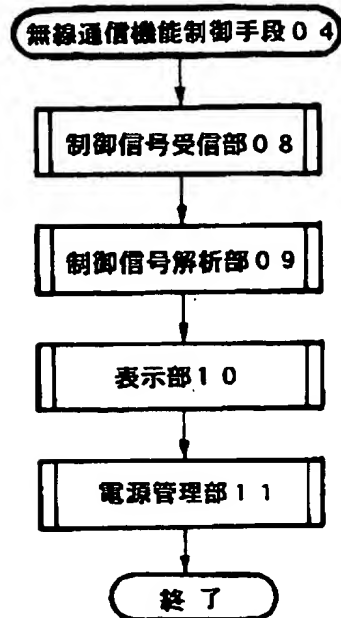 無線通信機能制御手段04
制御信号受信部08
制御信号解析部09
表示部10
電源管理部11
終了